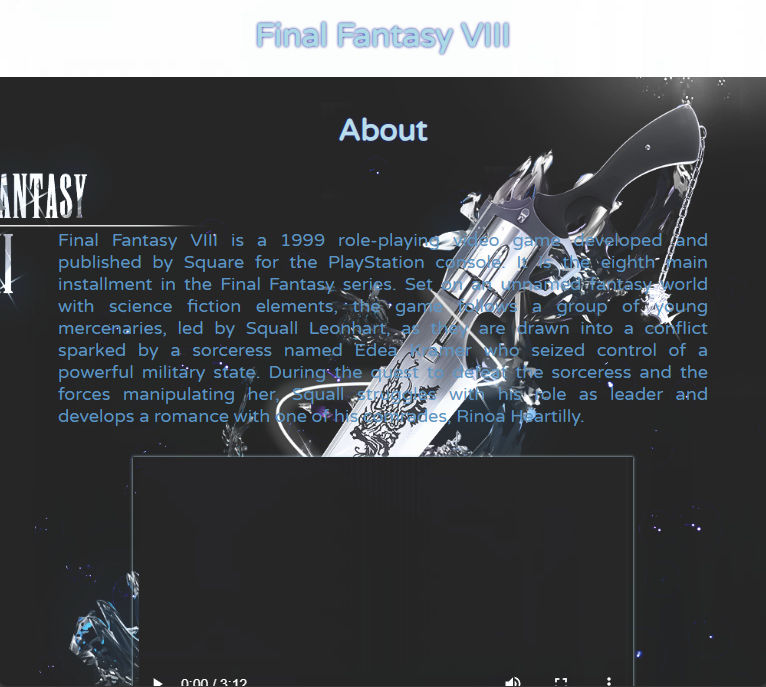 Final Fantasy VIII
About
ANTASY
Final Fantasy VIII is a 1999 role-playing video game developed and
published by Square for the PlayStation console. It is the eighth main
installment in the Final Fantasy series. Set on an unnamed fantasy world
with science fiction elements, the game follows a group of young
mercenaries, led by Squall Leonhart, as they are drawn into a conflict
sparked by a sorceress named Edea Kramer who seized control of a
powerful military state. During the quest to defeat the sorceress and the
forces manipulating her, Squall struggles with his role as leader and
develops a romance with one of his comrades, Rinoa Heartilly.
0:00 / 3:12